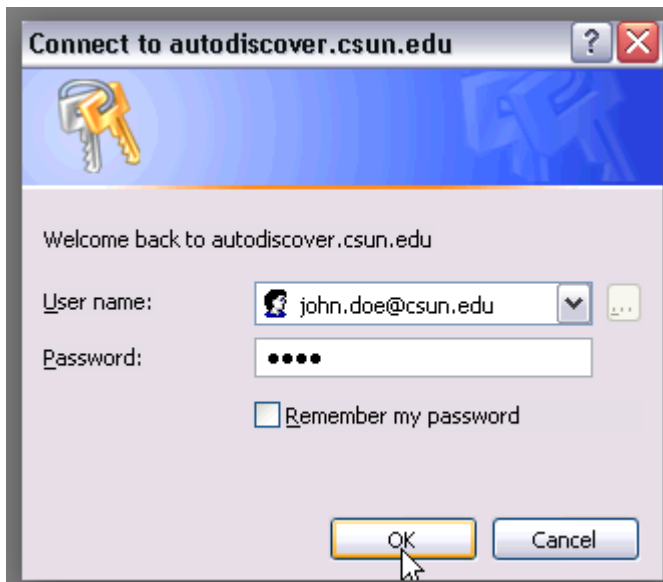 Connect to autodiscover.csun.edu
Welcome back to autodiscover.csun.edu
User name: john.doe@csun.edu ...
Password: ••••
Remember my password
OK Cancel